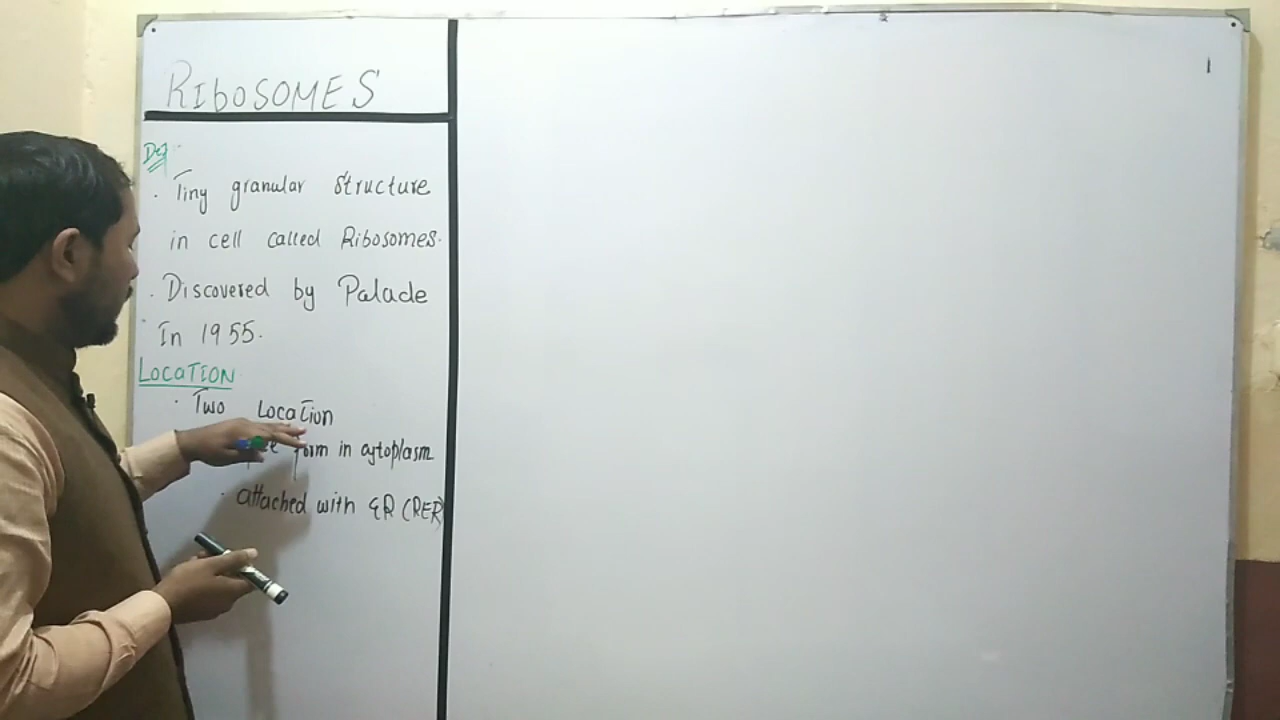 RIbOSOMES
Def:-
. Tiny granular structure
in cell called Ribosomes.
. Discovered by Palade
In 1955.
LOCATION
. Two Location
form in cytoplasm
. attached with ER (RER)